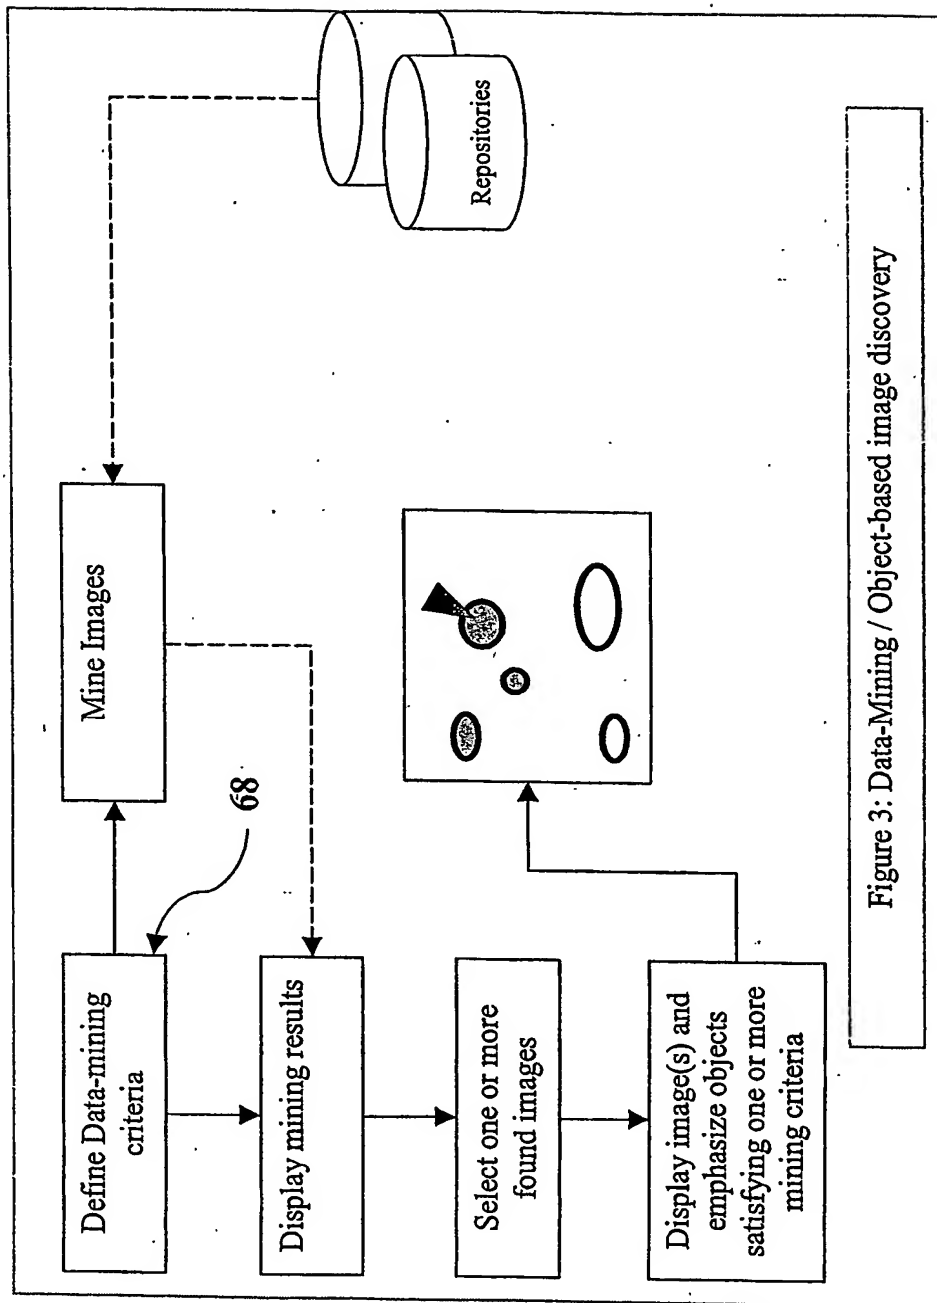 Define Data-mining
criteria
68
Mine Images
Repositories
Display mining results
Select one or more
found images
Display image(s) and
emphasize objects
satisfying one or more
mining criteria
Figure 3: Data-Mining / Object-based image discovery